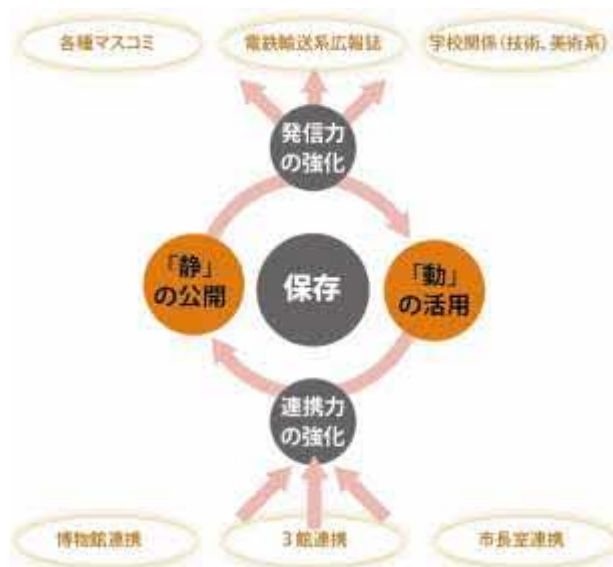 各種マスコミ
電鉄輸送系広報誌
学校関係(技術、美術系)
発信力
の強化
「静」
の公開
保存
「動」
の活用
連携力
の強化
博物館連携
3館連携
市長室連携